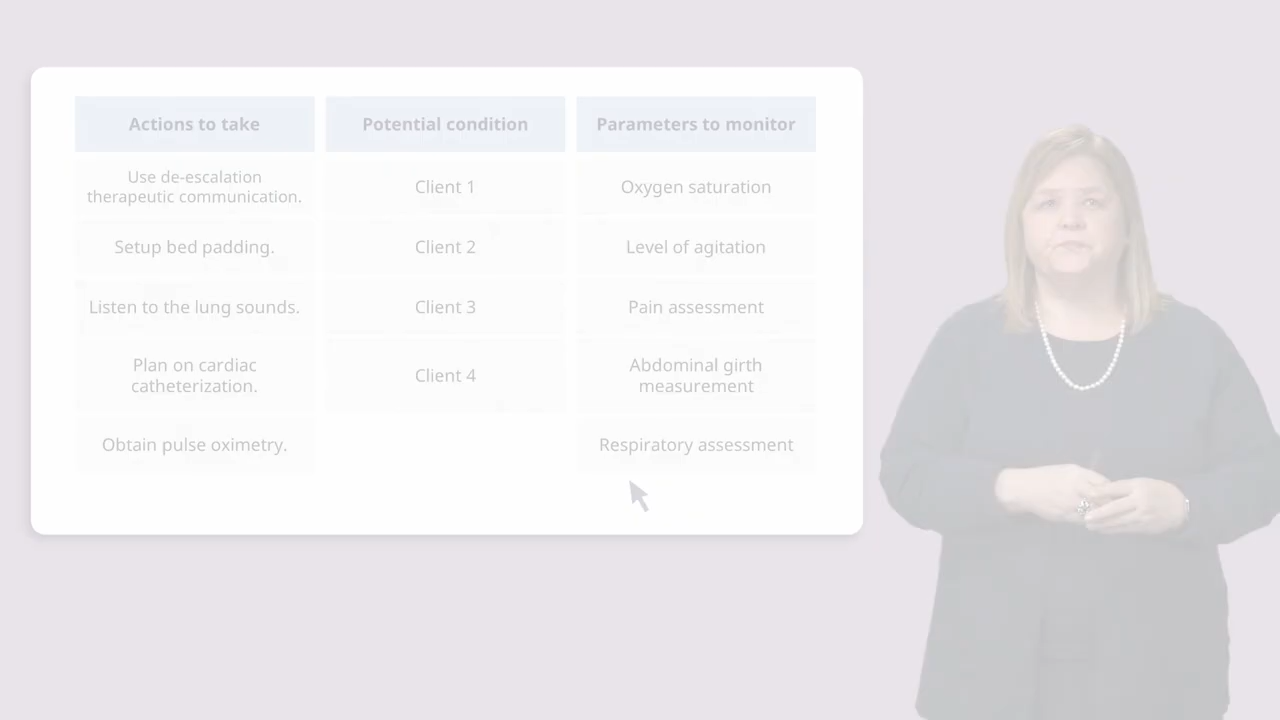 Actions to take
Potential condition
Parameters to monitor
Use de-escalation
therapeutic communication.
Client 1
Oxygen saturation
Setup bed padding.
Client 2
Level of agitation
Listen to the lung sounds.
Client 3
Pain assessment
Plan on cardiac
catheterization.
Client 4
Abdominal girth
measurement
Obtain pulse oximetry.
Respiratory assessment